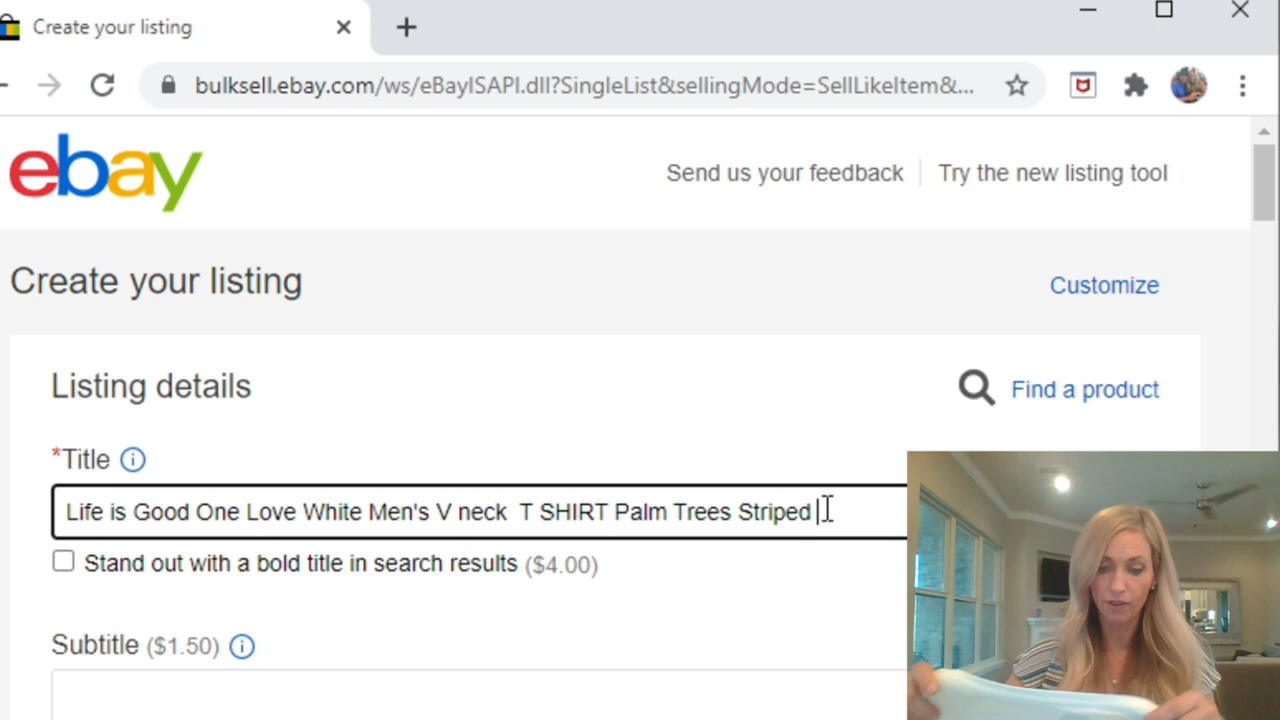 Create your listing
bulksell.ebay.com/ws/eBayISAPI.dll?SingleList&sellingMode=SellLikeItem&...
ebay
Send us your feedback
Try the new listing tool
Create your listing
Customize
Listing details
Find a product
*Title
Life is Good One Love White Men's V neck  T SHIRT Palm Trees Striped
Stand out with a bold title in search results ($4.00)
Subtitle ($1.50)